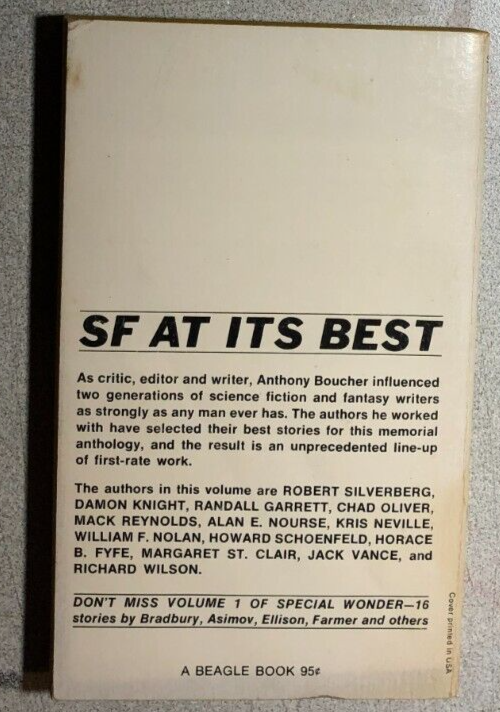 SF AT ITS BEST
As critic, editor and writer, Anthony Boucher influenced
two generations of science fiction and fantasy writers
as strongly as any man ever has. The authors he worked
with have selected their best stories for this memorial
anthology, and the result is an unprecedented line-up
of first-rate work.
The authors in this volume are ROBERT SILVERBERG,
DAMON KNIGHT, RANDALL GARRETT, CHAD OLIVER,
MACK REYNOLDS, ALAN E. NOURSE, KRIS NEVILLE,
WILLIAM F. NOLAN, HOWARD SCHOENFELD, HORACE
B. FYFE, MARGARET ST. CLAIR, JACK VANCE, and
RICHARD WILSON.
DON'T MISS VOLUME 1 OF SPECIAL WONDER—16
stories by Bradbury, Asimov, Ellison, Farmer and others
A BEAGLE BOOK 95¢
Cover printed in USA